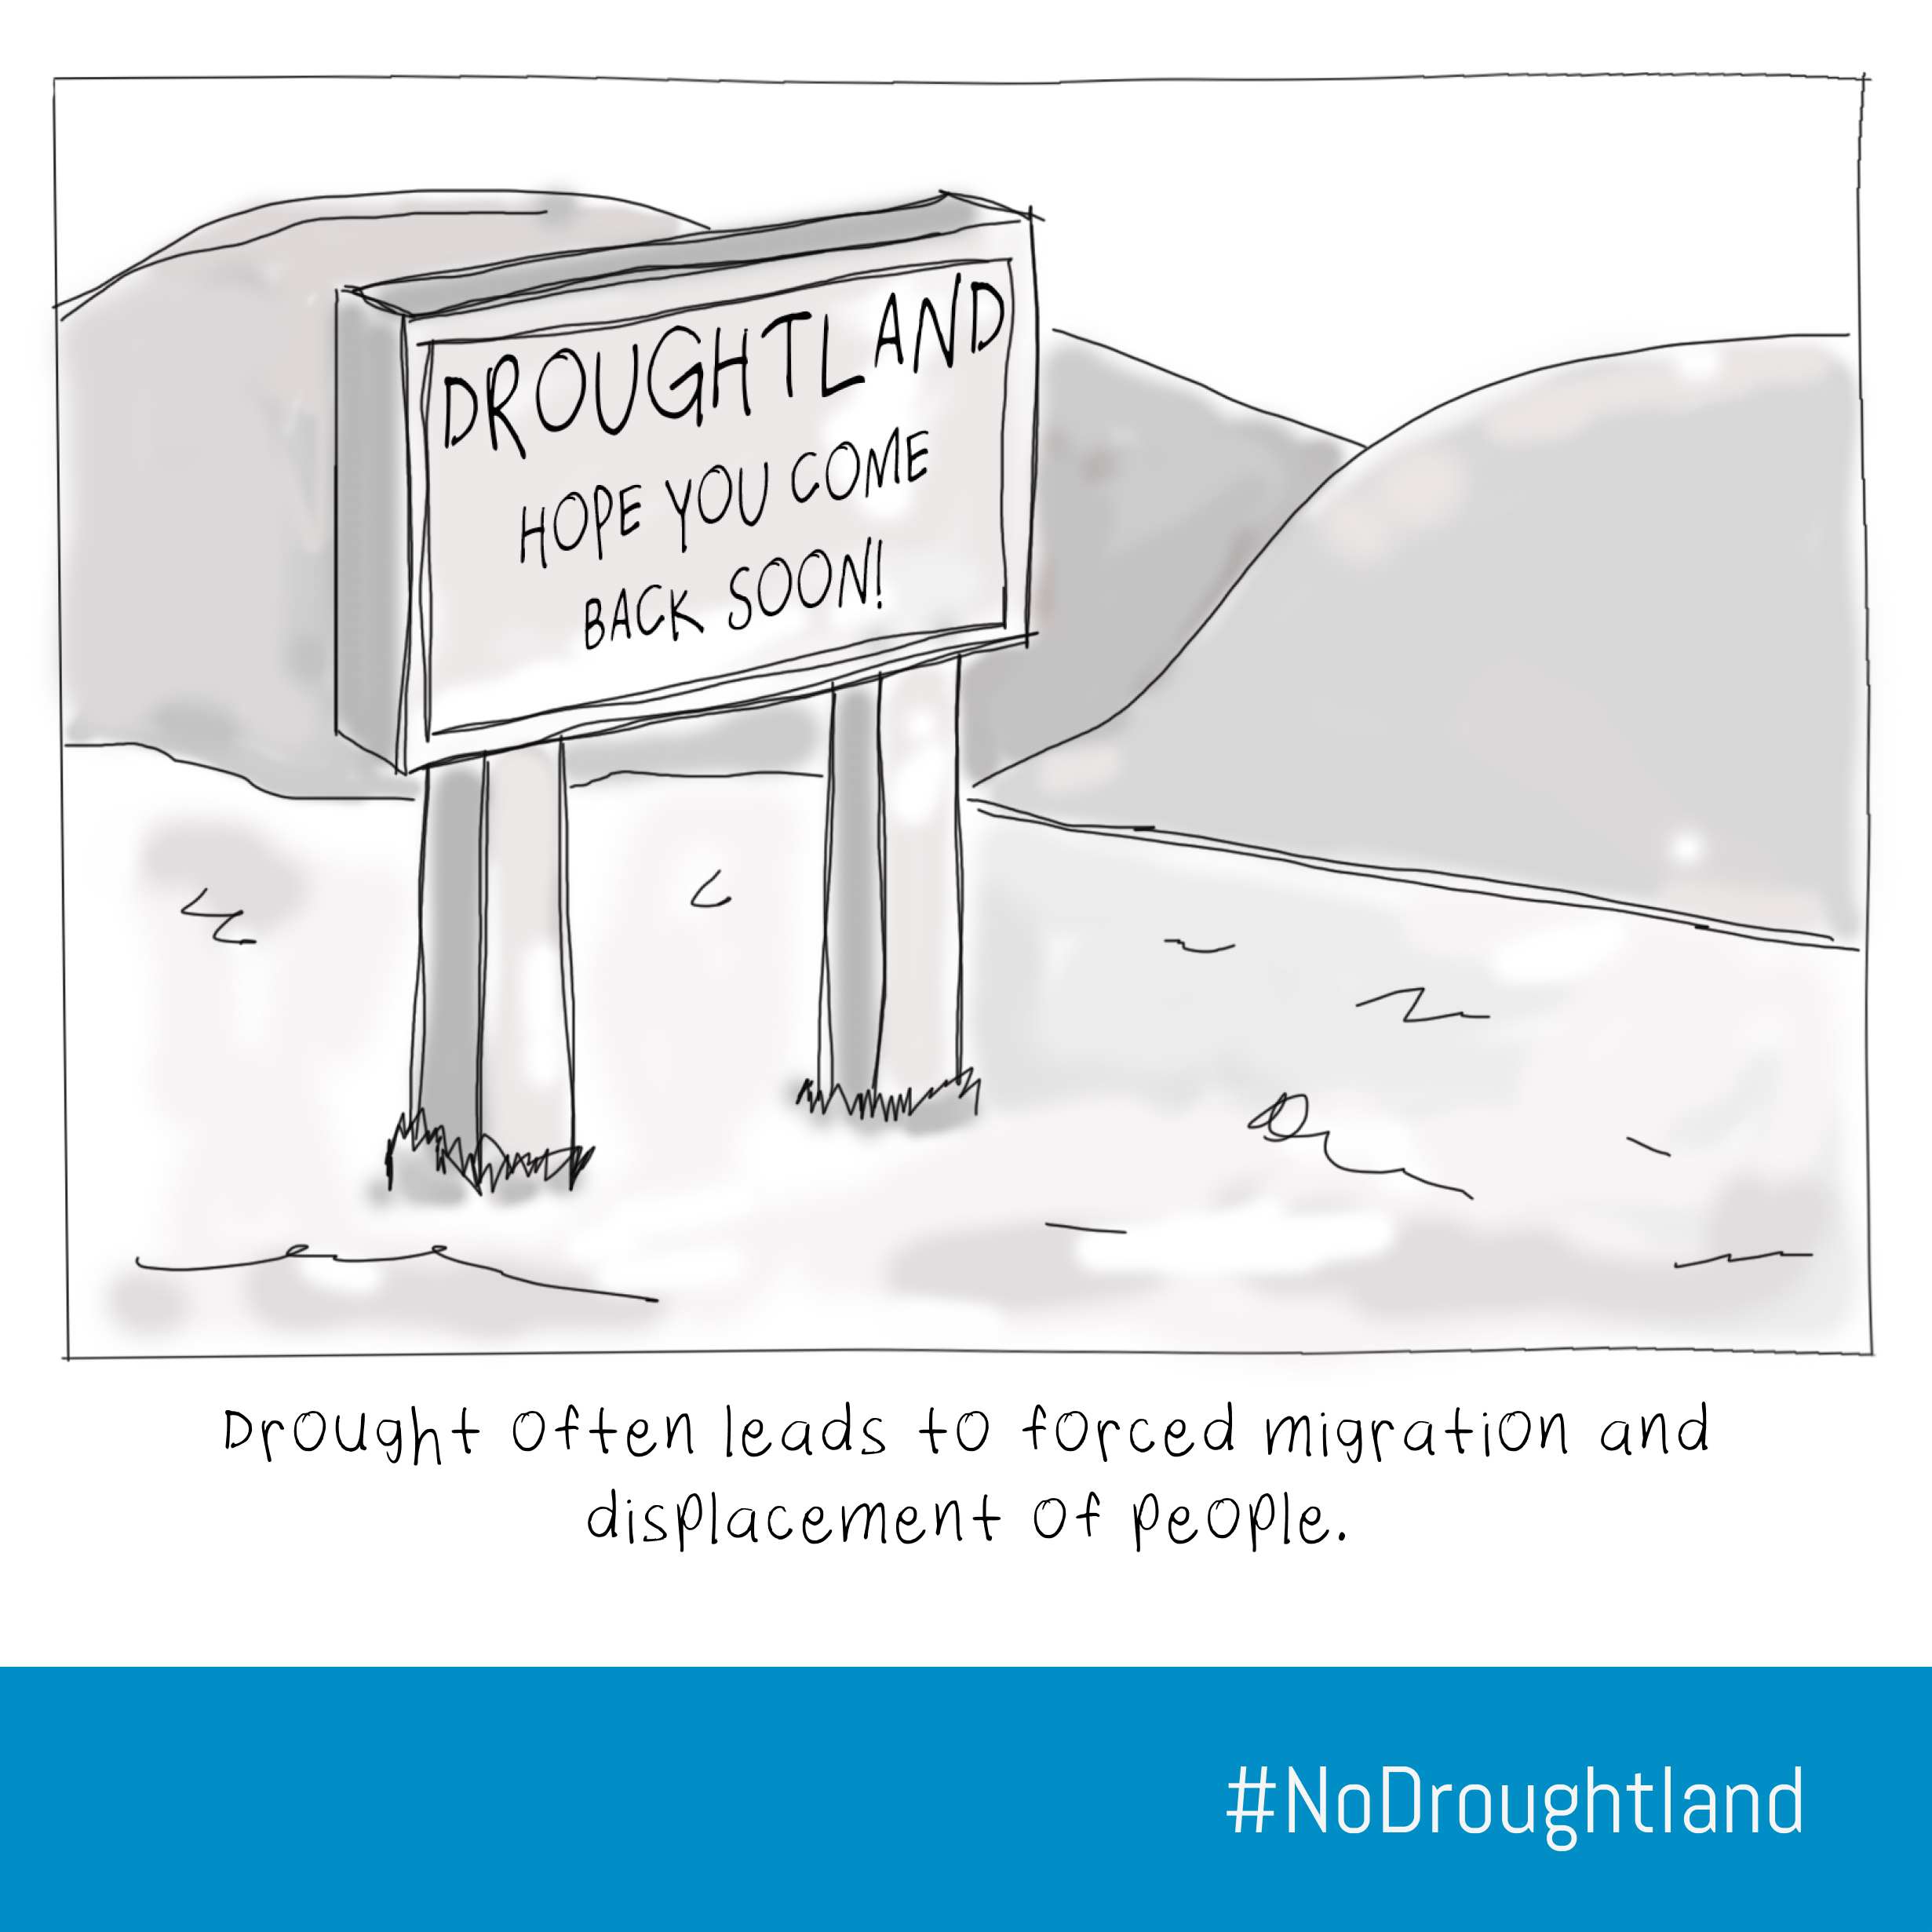 DROUGHTLAND
HOPE YOU COME
BACK SOON!
Drought often leads to forced migration and
displacement of people.
#NoDroughtland